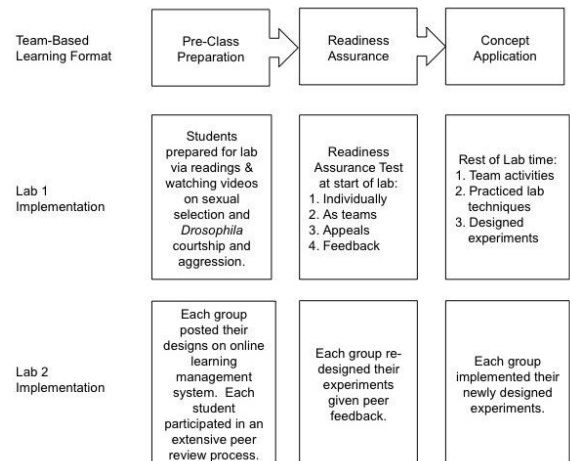 Team-Based
Learning Format
Pre-Class
Preparation
Readiness
Assurance
Concept
Application
Lab 1
Implementation
Students
prepared for lab
via readings &
watching videos
on sexual
selection and
Drosophila
courtship and
aggression.
Readiness
Assurance Test
at start of lab:
1. Individually
2. As teams
3. Appeals
4. Feedback
Rest of Lab time:
1. Team activities
2. Practiced lab
techniques
3. Designed
experiments
Lab 2
Implementation
Each group
posted their
designs on online
learning
management
system.  Each
student
participated in an
extensive peer
review process.
Each group re-
designed their
experiments
given peer
feedback.
Each group
implemented their
newly designed
experiments.